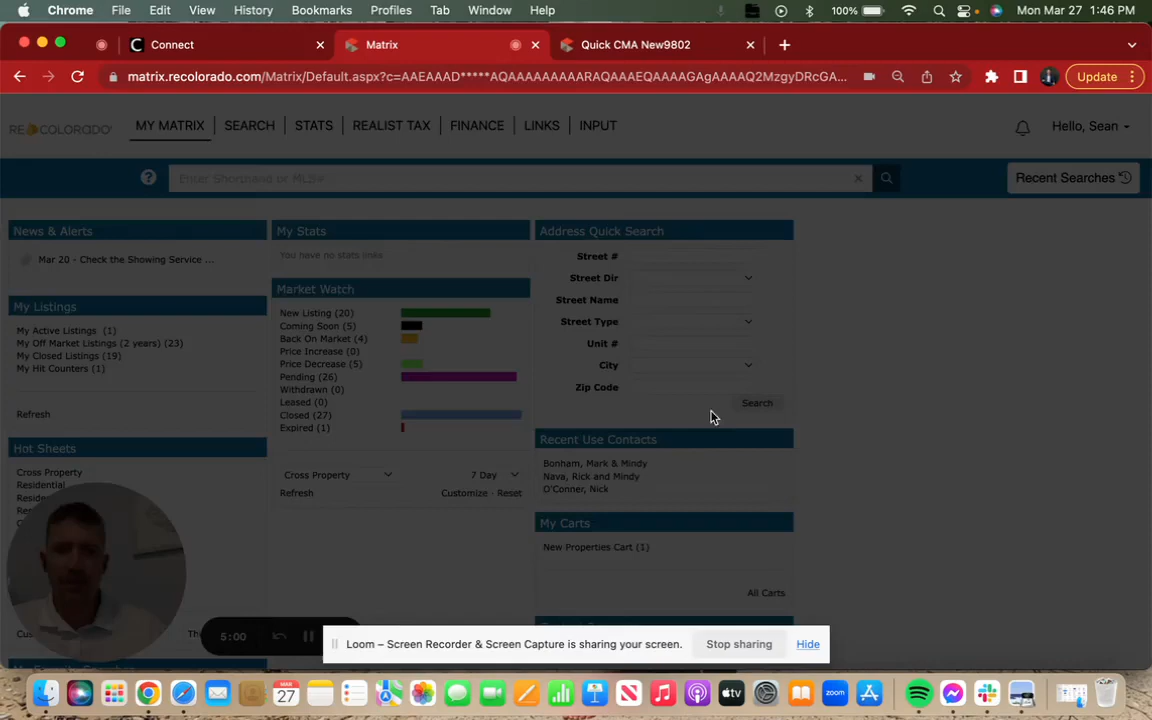 Chrome File Edit View History Bookmarks Profiles Tab Window Help 100% Mon Mar 27 1:46 PM
Connect Matrix Quick CMA New9802
matrix.recolorado.com/Matrix/Default.aspx?c=AAEAAAD*****AQAAAAAAAAARAQAAAEQAAAAGAgAAAAQ2MzgyDRcGA... Update
RECOLORADO MY MATRIX SEARCH STATS REALIST TAX FINANCE LINKS INPUT Hello, Sean
? Enter Shorthand or MLS# Recent Searches
News & Alerts
Mar 20 - Check the Showing Service ...
My Listings
My Active Listings (1)
My Off Market Listings (2 years) (23)
My Closed Listings (19)
My Hit Counters (1)
Refresh
Hot Sheets
Cross Property
Residential
My Stats
You have no stats links
Market Watch
New Listing (20)
Coming Soon (5)
Back On Market (4)
Price Increase (0)
Price Decrease (5)
Pending (26)
Withdrawn (0)
Leased (0)
Closed (27)
Expired (1)
Cross Property 7 Day
Refresh Customize - Reset
Address Quick Search
Street #
Street Dir
Street Name
Street Type
Unit #
City
Zip Code
Search
Recent Use Contacts
Bonham, Mark & Mindy
Nava, Rick and Mindy
O'Conner, Nick
My Carts
New Properties Cart (1)
All Carts
5:00
Loom – Screen Recorder & Screen Capture is sharing your screen. Stop sharing Hide
MAR
27
tv
zoom